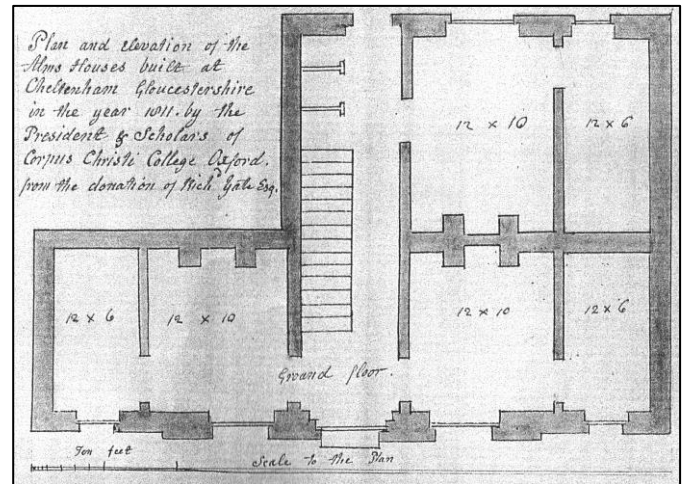 Plan and elevation of the
Alms Houses built at
Cheltenham Gloucestershire
in the year 1811. by the
President & Scholars of
Corpus Christi College Oxford.
from the donation of Richd Gale Esq.
12 x 10
12 x 6
12 x 6
12 x 10
12 x 10
12 x 6
Ground floor.
Ten feet
Scale to the Plan